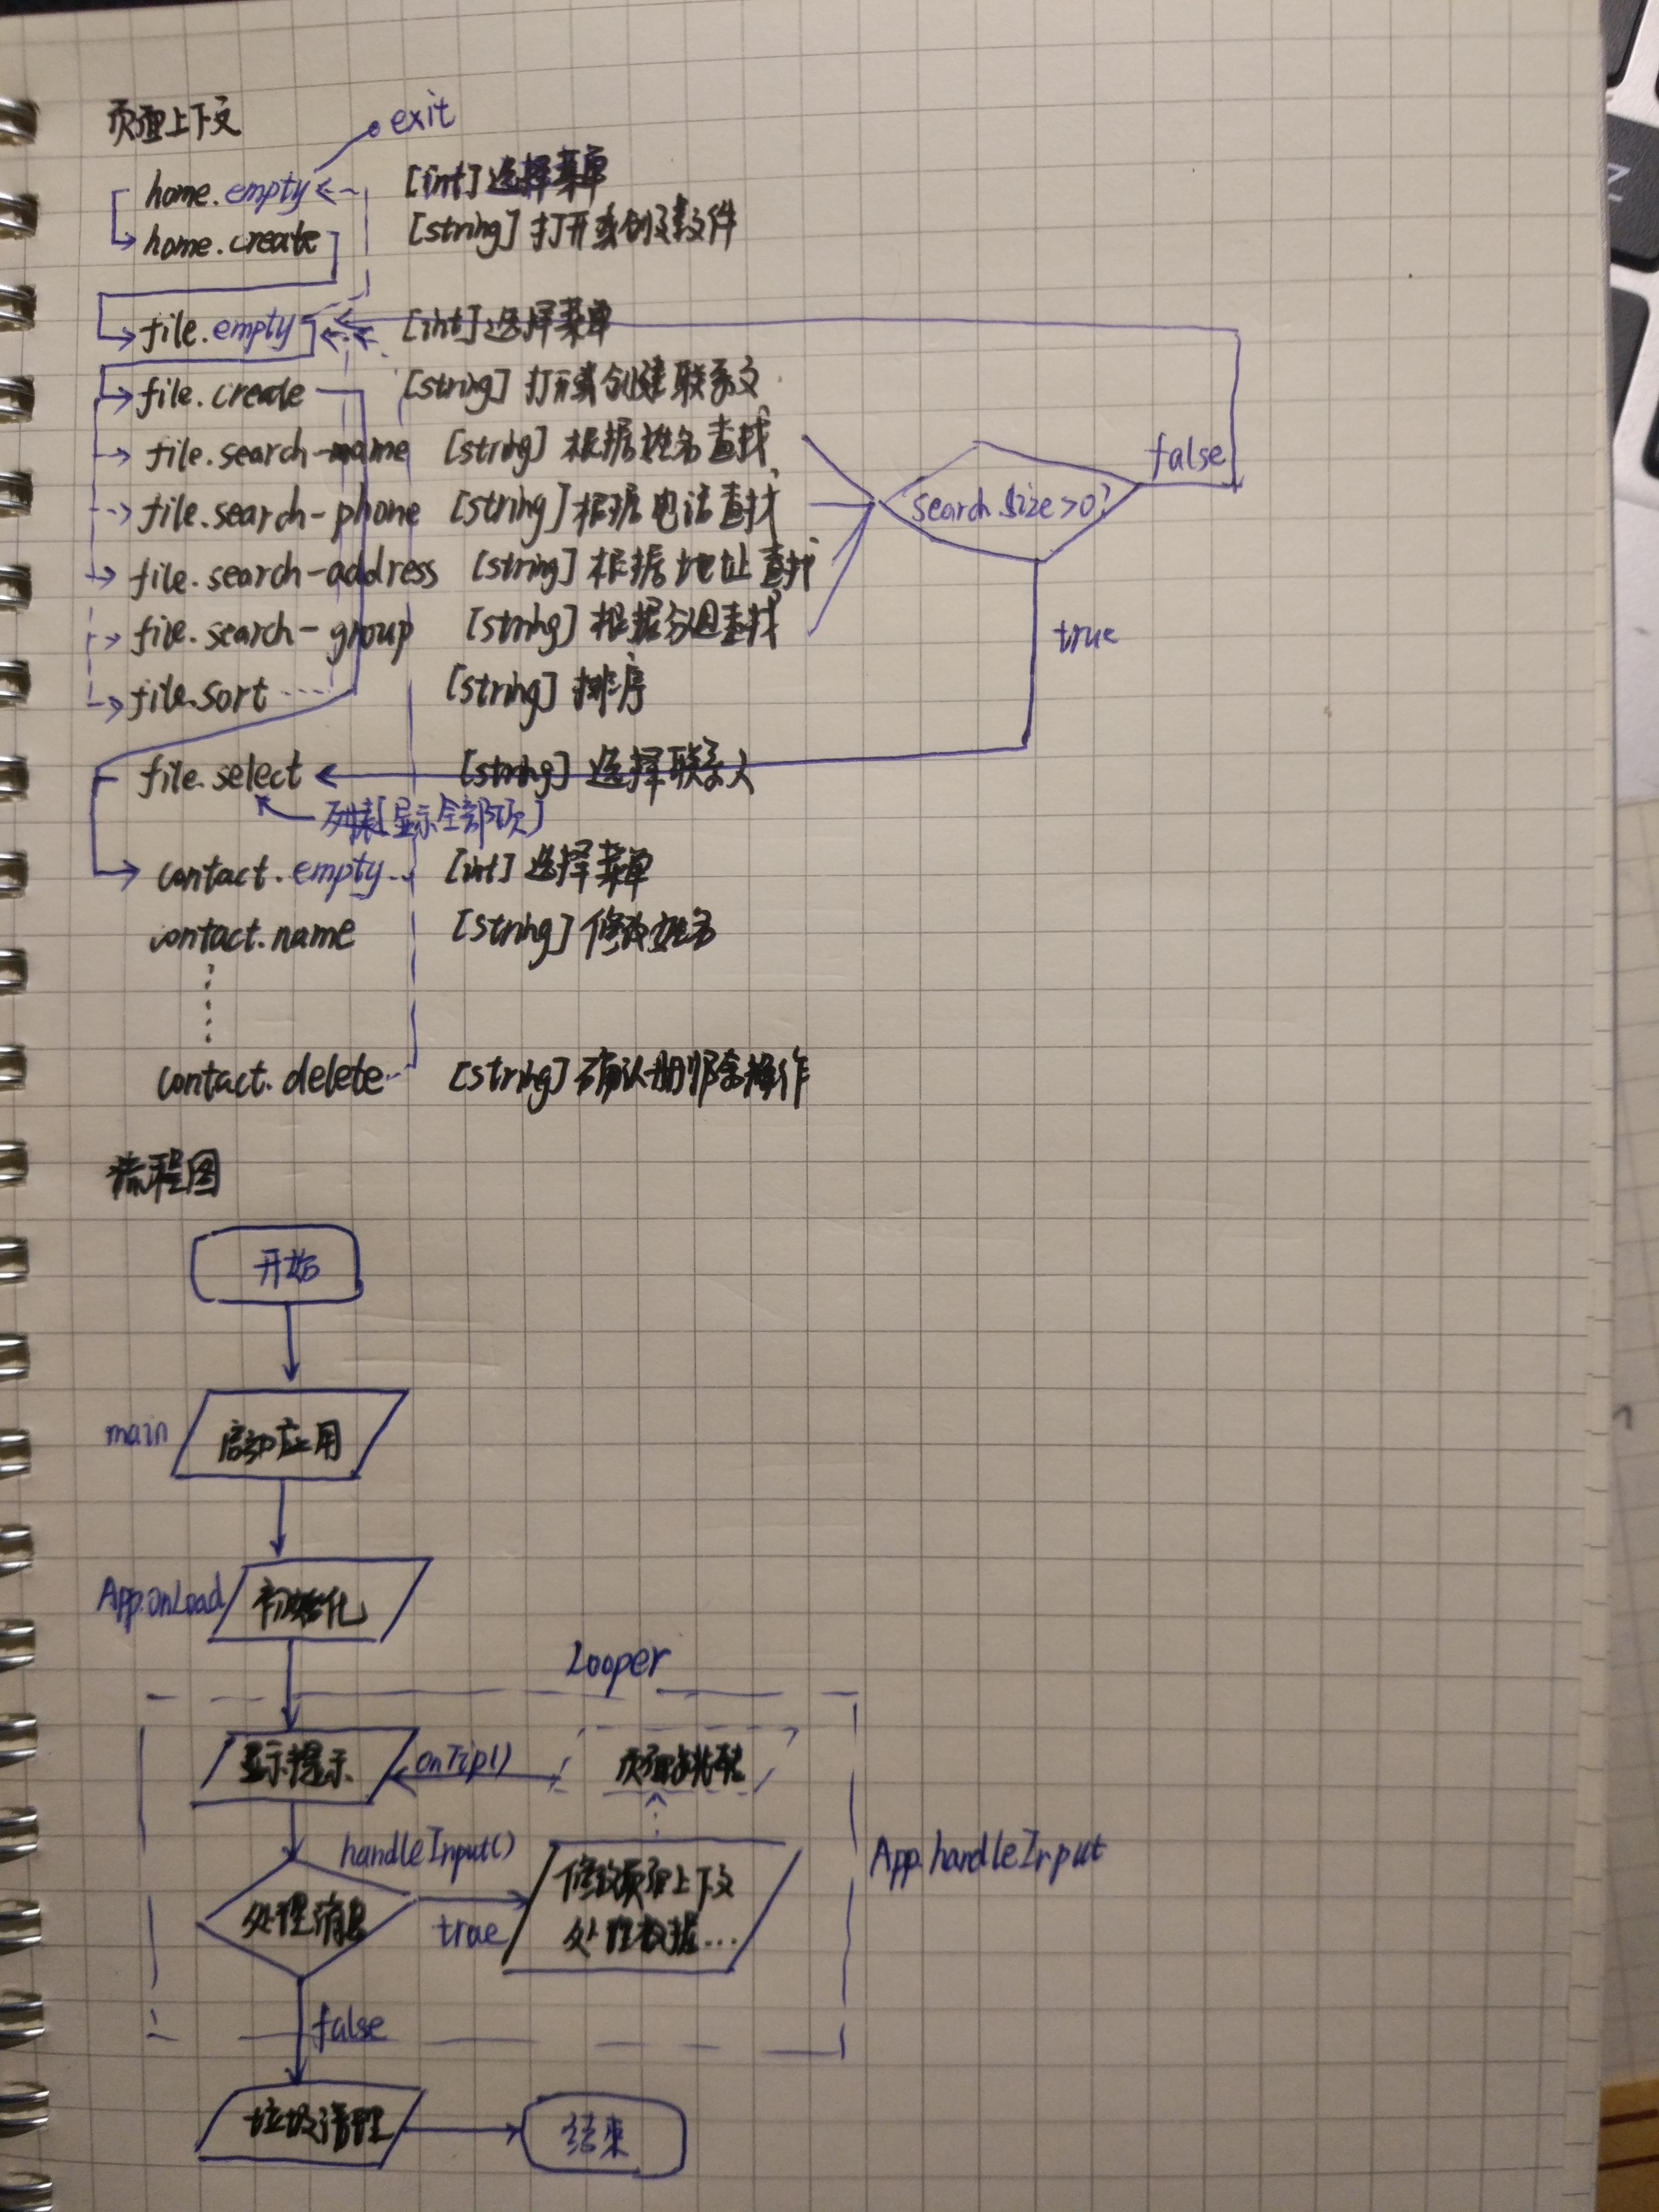 页面上下文
exit
home.empty [int] 选择菜单
home.create [string] 打开或创建文件
file.empty [int] 选择菜单
file.create [string] 打开或创建联系文
file.search-name [string] 根据姓名查找
false
file.search-phone [string] 根据电话查找
search.size>0?
file.search-address [string] 根据地址查找
file.search-group [string] 根据分组查找
true
file.sort [string] 排序
file.select [string] 选择联系人
列表[显示全部项]
contact.empty [int] 选择菜单
contact.name [string] 修改姓名
contact.delete [string] 确认删除操作
流程图
开始
main 启动应用
App.onLoad 初始化
Looper
显示提示 onTip() 页面跳转
handleInput() App.handleInput
处理消息 true 修改页面上下文
处理数据...
false
垃圾清理 结束